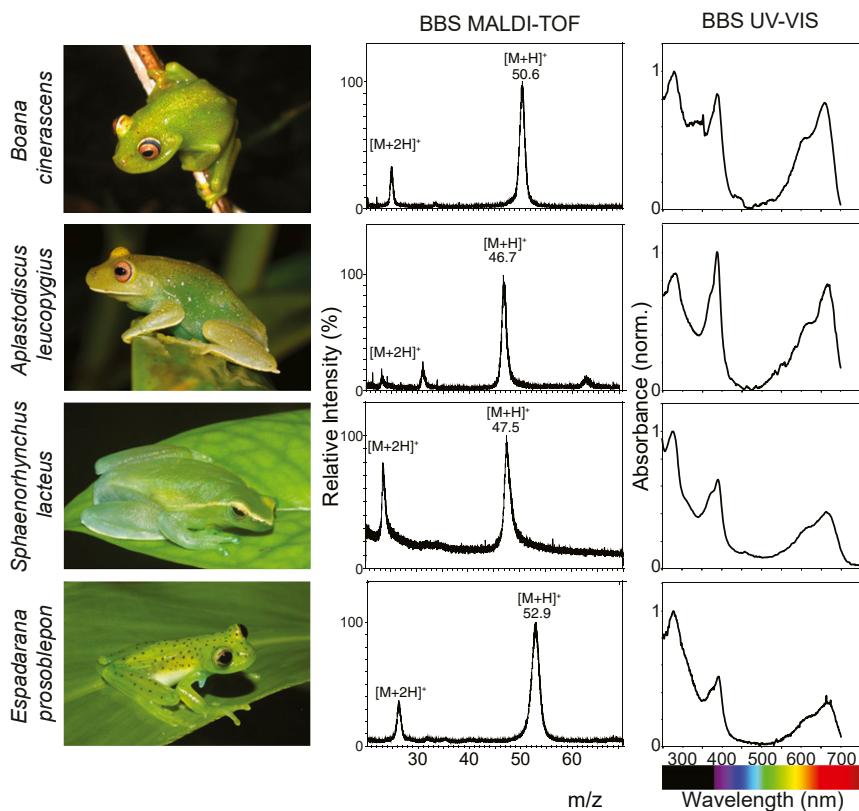 BBS MALDI-TOF
BBS UV-VIS
Boana
cinerascens
100
0
[M+2H]⁺
[M+H]⁺
50.6
1
0
Aplastodiscus
leucopygius
100
0
[M+2H]⁺
[M+H]⁺
46.7
1
0
Sphaenorhynchus
lacteus
100
0
[M+2H]⁺
[M+H]⁺
47.5
1
0
Espadarana
prosoblepon
100
0
[M+2H]⁺
[M+H]⁺
52.9
1
0
Relative Intensity (%)
Absorbance (norm.)
30 40 50 60
m/z
300 400 500 600 700
Wavelength (nm)